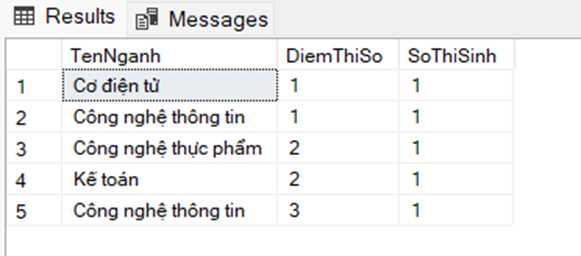 Results Messages
TenNganh DiemThiSo SoThiSinh
1 Cơ điện tử 1 1
2 Công nghệ thông tin 1 1
3 Công nghệ thực phẩm 2 1
4 Kế toán 2 1
5 Công nghệ thông tin 3 1